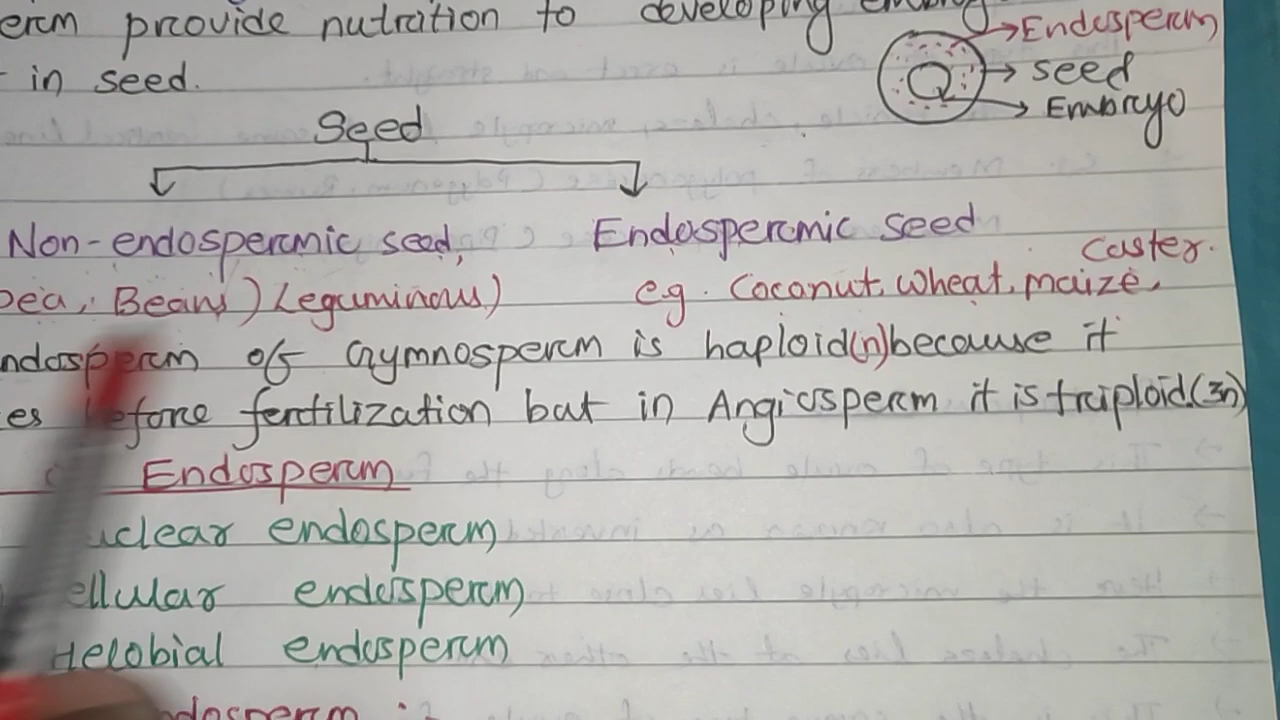 provide nutrition to developing
Endosperm
in seed.
seed
Embryo
Seed
Non-endospermic seed, Endospermic seed
caster.
Beans) Leguminous) e.g. Coconut, wheat, maize,
of Gymnosperm is haploid(n) because it
before fertilization but in Angiosperm it is triploid.(3n)
Endosperm
endosperm
endosperm
Helobial endosperm